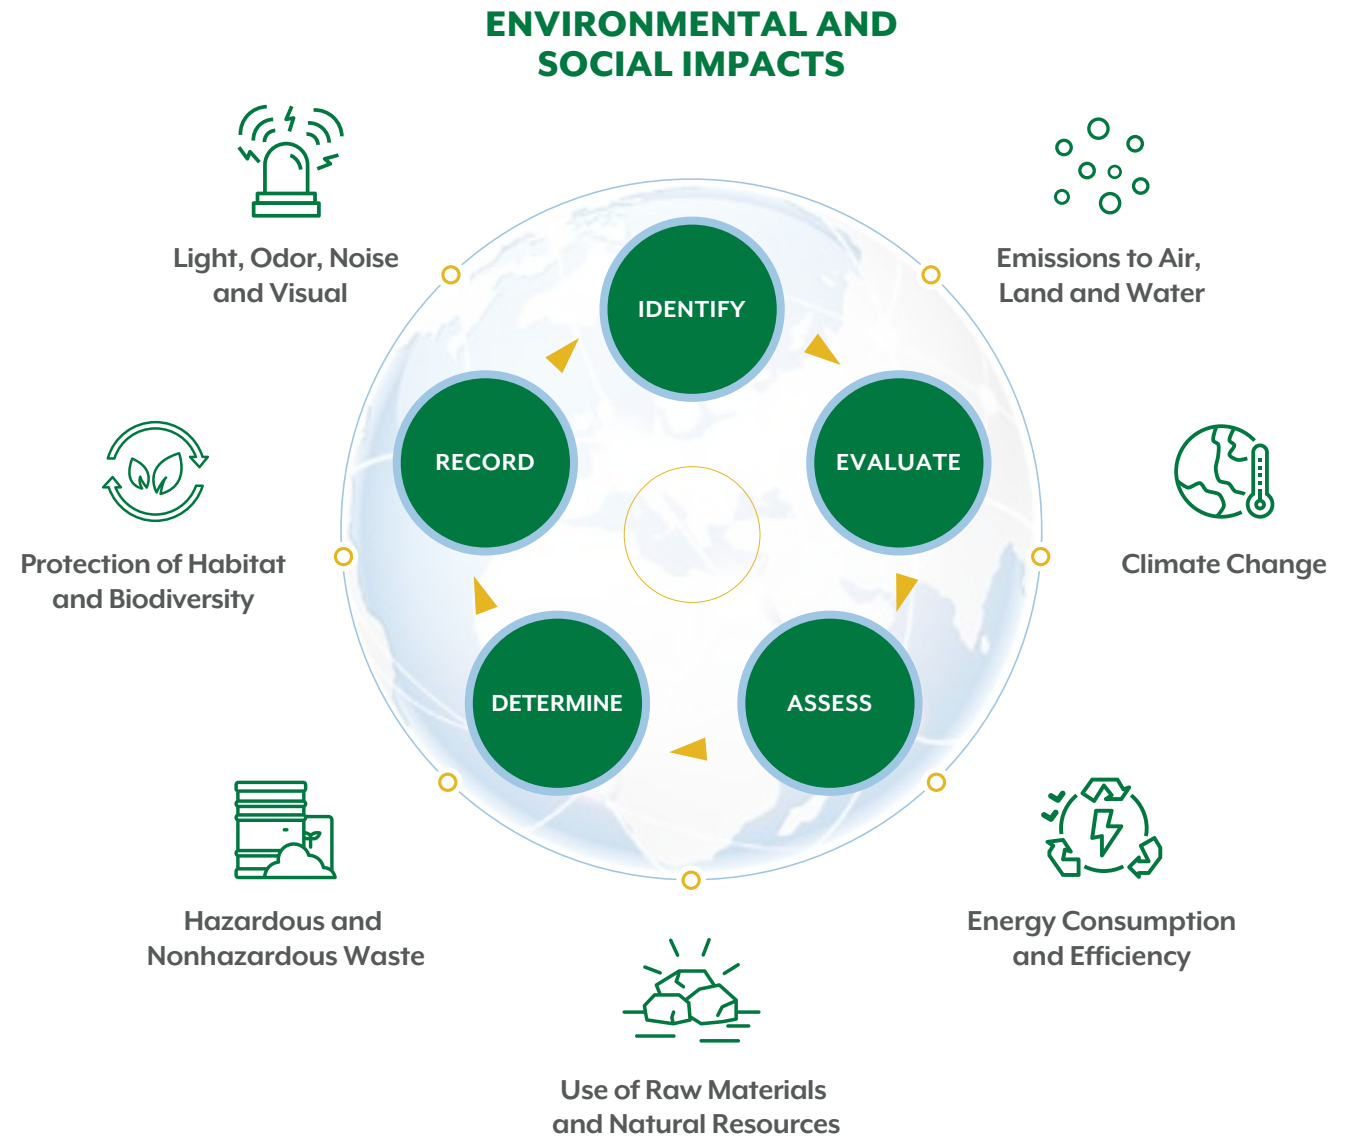 ENVIRONMENTAL AND
SOCIAL IMPACTS
Light, Odor, Noise
and Visual
Emissions to Air,
Land and Water
IDENTIFY
RECORD
EVALUATE
Protection of Habitat
and Biodiversity
Climate Change
DETERMINE
ASSESS
Hazardous and
Nonhazardous Waste
Energy Consumption
and Efficiency
Use of Raw Materials
and Natural Resources